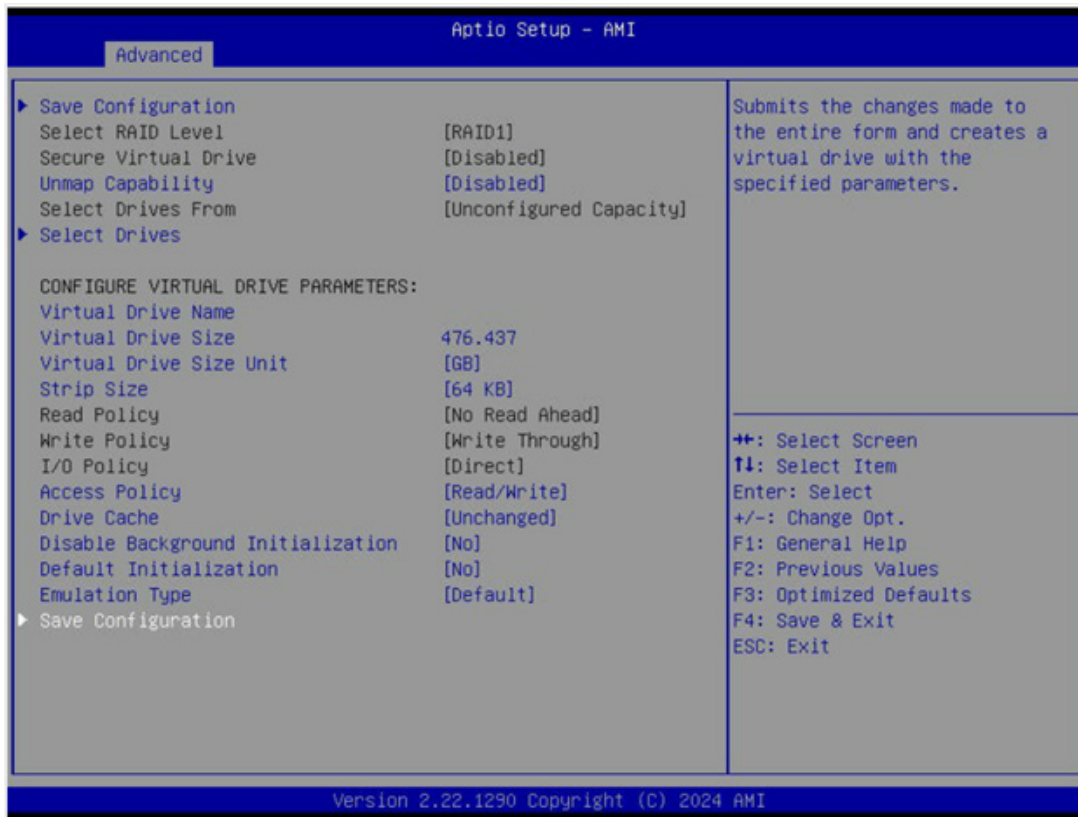 Aptio Setup - AMI
Advanced
Save Configuration
Select RAID Level [RAID1]
Secure Virtual Drive [Disabled]
Unmap Capability [Disabled]
Select Drives From [Unconfigured Capacity]
Select Drives
CONFIGURE VIRTUAL DRIVE PARAMETERS:
Virtual Drive Name
Virtual Drive Size 476.437
Virtual Drive Size Unit [GB]
Strip Size [64 KB]
Read Policy [No Read Ahead]
Write Policy [Write Through]
I/O Policy [Direct]
Access Policy [Read/Write]
Drive Cache [Unchanged]
Disable Background Initialization [No]
Default Initialization [No]
Emulation Type [Default]
Save Configuration
Submits the changes made to
the entire form and creates a
virtual drive with the
specified parameters.
→←: Select Screen
↑↓: Select Item
Enter: Select
+/-: Change Opt.
F1: General Help
F2: Previous Values
F3: Optimized Defaults
F4: Save & Exit
ESC: Exit
Version 2.22.1290 Copyright (C) 2024 AMI